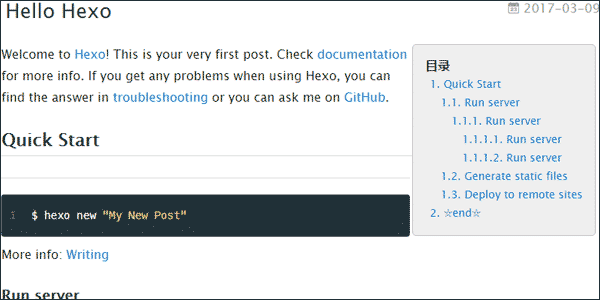 Hello Hexo
2017-03-09
Welcome to Hexo! This is your very first post. Check documentation
for more info. If you get any problems when using Hexo, you can
find the answer in troubleshooting or you can ask me on GitHub.
Quick Start
1 $ hexo new "My New Post"
More info: Writing
Run server
目录
1. Quick Start
1.1. Run server
1.1.1. Run server
1.1.1.1. Run server
1.1.1.2. Run server
1.2. Generate static files
1.3. Deploy to remote sites
2. ☆end☆